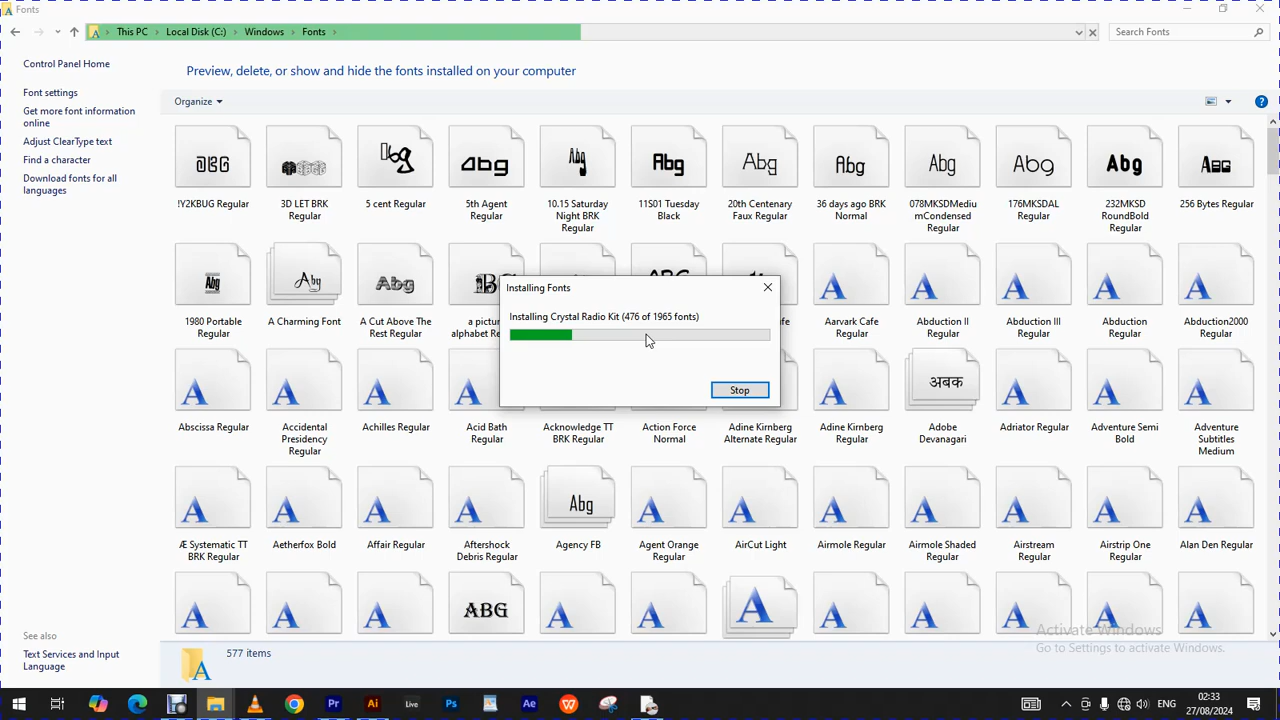 Fonts
This PC > Local Disk (C:) > Windows > Fonts >
Search Fonts
Control Panel Home
Font settings
Get more font information
online
Adjust ClearType text
Find a character
Download fonts for all
languages
Preview, delete, or show and hide the fonts installed on your computer
Organize
!Y2KBUG Regular
3D LET BRK
Regular
5 cent Regular
5th Agent
Regular
10.15 Saturday
Night BRK
Regular
11S01 Tuesday
Black
20th Centenary
Faux Regular
36 days ago BRK
Normal
078MKSDMediu
mCondensed
Regular
176MKSDAL
Regular
232MKSD
RoundBold
Regular
256 Bytes Regular
1980 Portable
Regular
A Charming Font
A Cut Above The
Rest Regular
a picture
alphabet Re
Aarvark Cafe
Regular
Abduction II
Regular
Abduction III
Regular
Abduction
Regular
Abduction2000
Regular
Installing Fonts
Installing Crystal Radio Kit (476 of 1965 fonts)
Stop
Abscissa Regular
Accidental
Presidency
Regular
Achilles Regular
Acid Bath
Regular
Acknowledge TT
BRK Regular
Action Force
Normal
Adine Kirnberg
Alternate Regular
Adine Kirnberg
Regular
अबक
Adobe
Devanagari
Adriator Regular
Adventure Semi
Bold
Adventure
Subtitles
Medium
Æ Systematic TT
BRK Regular
Aetherfox Bold
Affair Regular
Aftershock
Debris Regular
Abg
Agency FB
Agent Orange
Regular
AirCut Light
Airmole Regular
Airmole Shaded
Regular
Airstream
Regular
Airstrip One
Regular
Alan Den Regular
ABG
See also
Text Services and Input
Language
577 items
Activate Windows
Go to Settings to activate Windows.
Pr
Ai
Live
Ps
Ae
ENG
02:33
27/08/2024